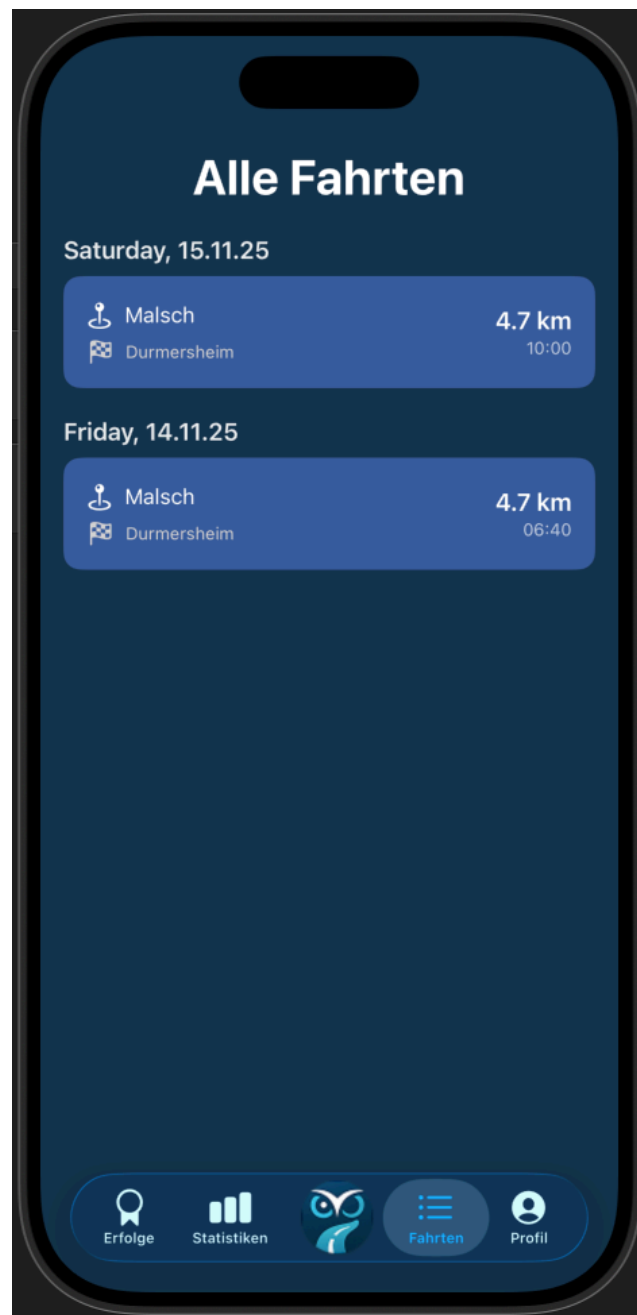 Alle Fahrten
Saturday, 15.11.25
Malsch
4.7 km
Durmersheim
10:00
Friday, 14.11.25
Malsch
4.7 km
Durmersheim
06:40
Erfolge
Statistiken
Fahrten
Profil